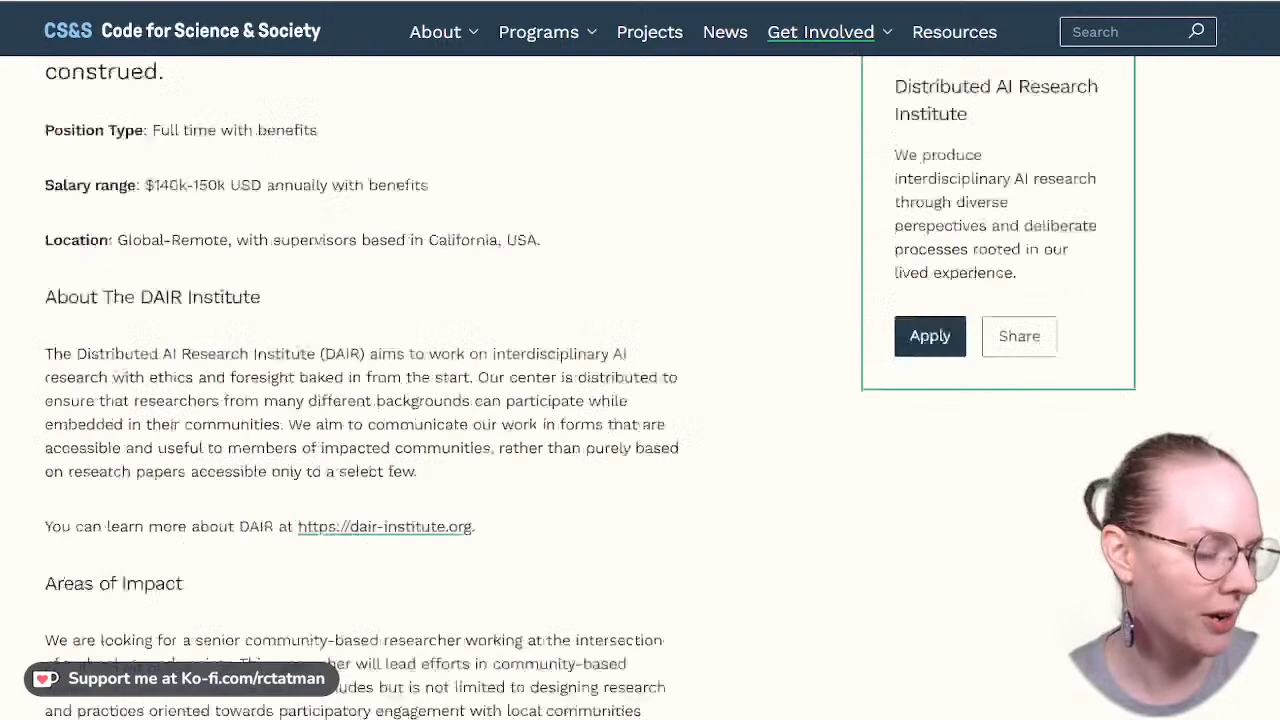 CS&S Code for Science & Society
About
Programs
Projects
News
Get Involved
Resources
Search
construed.
Position Type: Full time with benefits
Salary range: $140k-150k USD annually with benefits
Location: Global-Remote, with supervisors based in California, USA.
About The DAIR Institute
The Distributed AI Research Institute (DAIR) aims to work on interdisciplinary AI
research with ethics and foresight baked in from the start. Our center is distributed to
ensure that researchers from many different backgrounds can participate while
embedded in their communities. We aim to communicate our work in forms that are
accessible and useful to members of impacted communities, rather than purely based
on research papers accessible only to a select few.
You can learn more about DAIR at https://dair-institute.org.
Areas of Impact
We are looking for a senior community-based researcher working at the intersection
will lead efforts in community-based
but is not limited to designing research
and practices oriented towards participatory engagement with local communities
Distributed AI Research
Institute
We produce
interdisciplinary AI research
through diverse
perspectives and deliberate
processes rooted in our
lived experience.
Apply
Share
Support me at Ko-fi.com/rctatman